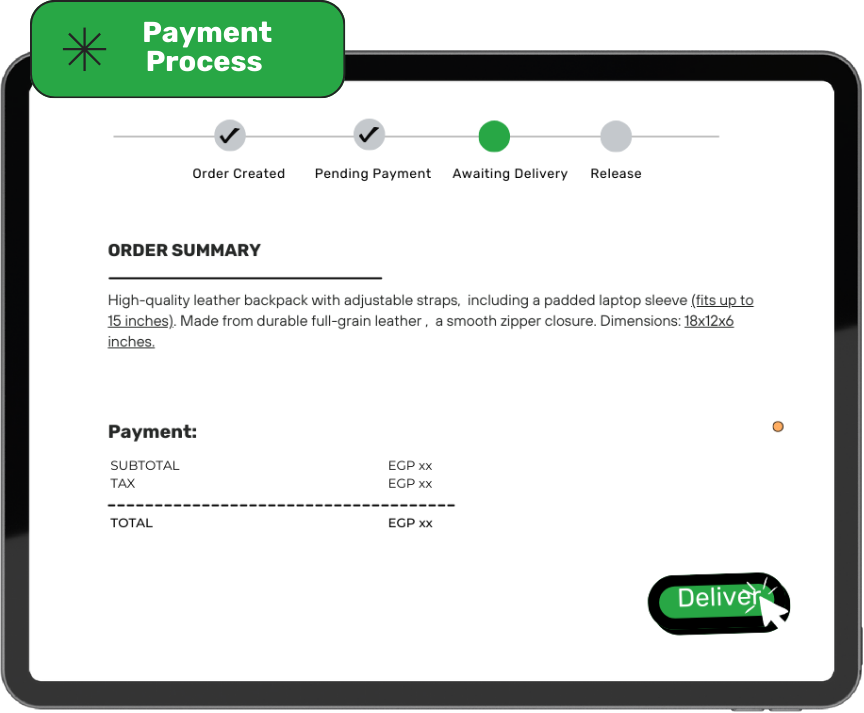 Payment
Process
Order Created
Pending Payment
Awaiting Delivery
Release
ORDER SUMMARY
High-quality leather backpack with adjustable straps,  including a padded laptop sleeve (fits up to
15 inches). Made from durable full-grain leather ,  a smooth zipper closure. Dimensions: 18x12x6
inches.
Payment:
SUBTOTAL EGP xx
TAX EGP xx
TOTAL EGP xx
Deliver